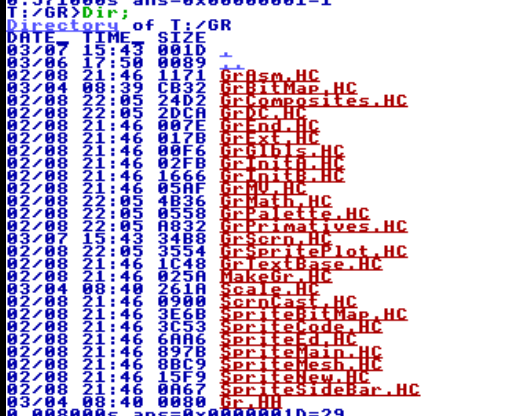 0.371000s ans=0x00000001=1
T:/GR>Dir;
Directory of T:/GR
DATE_ TIME_ SIZE
03/07 15:43 001D .
03/06 17:50 0089 ..
02/08 21:46 1171 GrAsm.HC
03/04 08:39 CB32 GrBitMap.HC
02/08 22:05 24D2 GrComposites.HC
02/08 22:05 2DCA GrDC.HC
02/08 21:46 007E GrEnd.HC
02/08 21:46 017B GrExt.HC
02/08 21:46 00F6 GrGlbls.HC
02/08 21:46 02FB GrInitA.HC
02/08 21:46 1666 GrInitB.HC
02/08 21:46 05AF GrMV.HC
02/08 22:05 4B36 GrMath.HC
02/08 22:05 0558 GrPalette.HC
02/08 22:05 A832 GrPrimatives.HC
03/07 15:43 34B8 GrScrn.HC
02/08 22:05 3554 GrSpritePlot.HC
02/08 21:46 1C48 GrTextBase.HC
02/08 21:46 025A MakeGr.HC
03/04 08:40 261A Scale.HC
02/08 21:46 0900 ScrnCast.HC
02/08 21:46 3E6B SpriteBitMap.HC
02/08 21:46 3C53 SpriteCode.HC
02/08 21:46 6AA6 SpriteEd.HC
02/08 21:46 897B SpriteMain.HC
02/08 21:46 8BC9 SpriteMesh.HC
02/08 21:46 15F9 SpriteNew.HC
02/08 21:46 0A67 SpriteSideBar.HC
03/04 08:40 0080 Gr.HH
0.008000s ans=0x0000001D=29